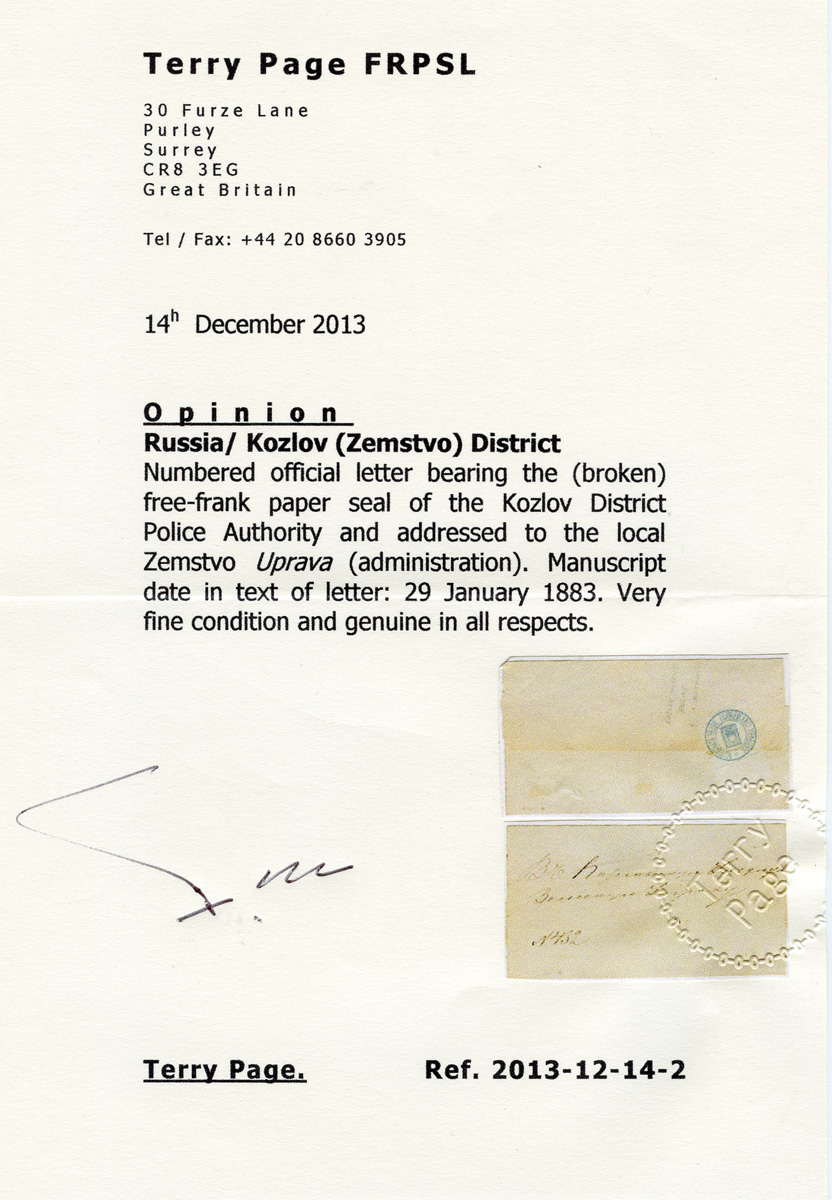 Terry Page FRPSL
30 Furze Lane
Purley
Surrey
CR8 3EG
Great Britain
Tel / Fax: +44 20 8660 3905
14h December 2013
Opinion
Russia/ Kozlov (Zemstvo) District
Numbered official letter bearing the (broken)
free-frank paper seal of the Kozlov District
Police Authority and addressed to the local
Zemstvo Uprava (administration). Manuscript
date in text of letter: 29 January 1883. Very
fine condition and genuine in all respects.
Въ
№ 452
Terry
Page
Terry Page.
Ref. 2013-12-14-2